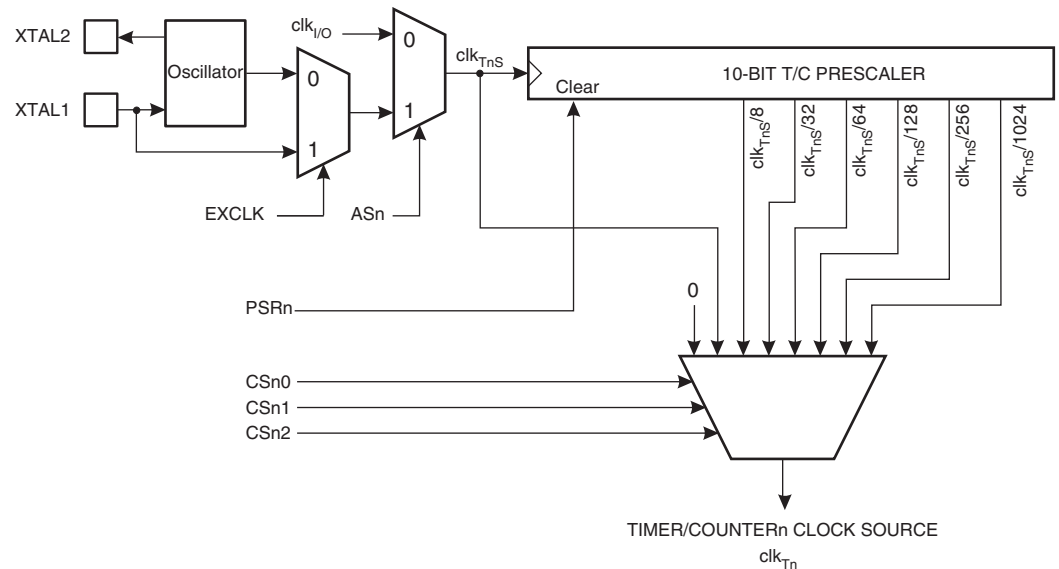 XTAL2
XTAL1
Oscillator
0
1
EXCLK
clkI/O
0
1
ASn
clkTnS
Clear
10-BIT T/C PRESCALER
clkTnS/8
clkTnS/32
clkTnS/64
clkTnS/128
clkTnS/256
clkTnS/1024
PSRn
0
CSn0
CSn1
CSn2
TIMER/COUNTERn CLOCK SOURCE
clkTn